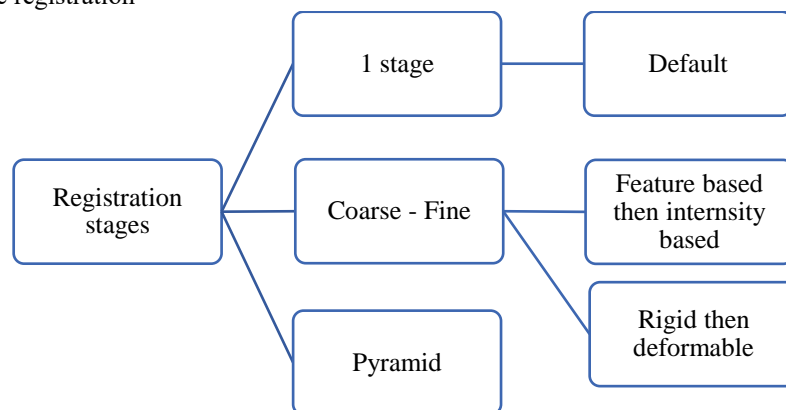 e registration
1 stage
Default
Registration
stages
Coarse - Fine
Feature based
then internsity
based
Rigid then
deformable
Pyramid